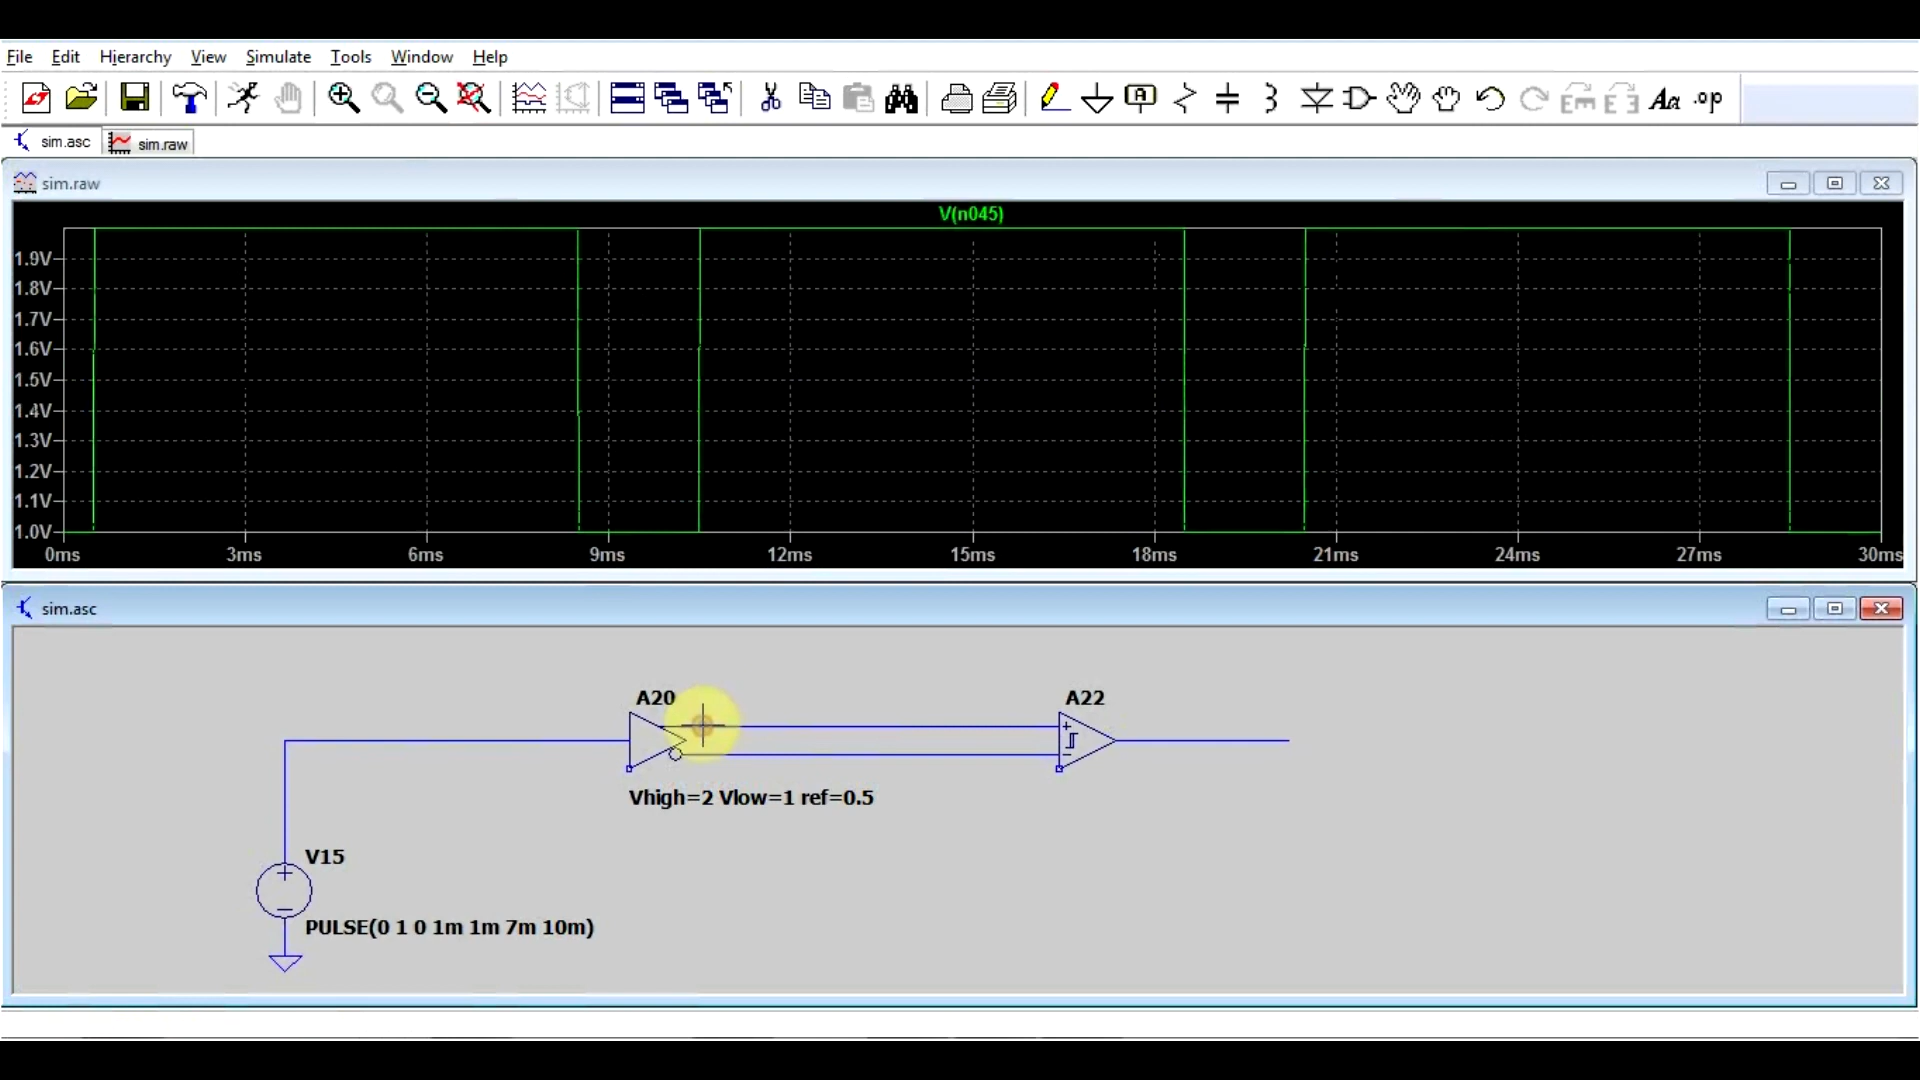 File Edit Hierarchy View Simulate Tools Window Help
A Aa .op
sim.asc sim.raw
sim.raw
V(n045)
1.9V
1.8V
1.7V
1.6V
1.5V
1.4V
1.3V
1.2V
1.1V
1.0V
0ms 3ms 6ms 9ms 12ms 15ms 18ms 21ms 24ms 27ms 30ms
sim.asc
A20 A22
Vhigh=2 Vlow=1 ref=0.5
V15
PULSE(0 1 0 1m 1m 7m 10m)